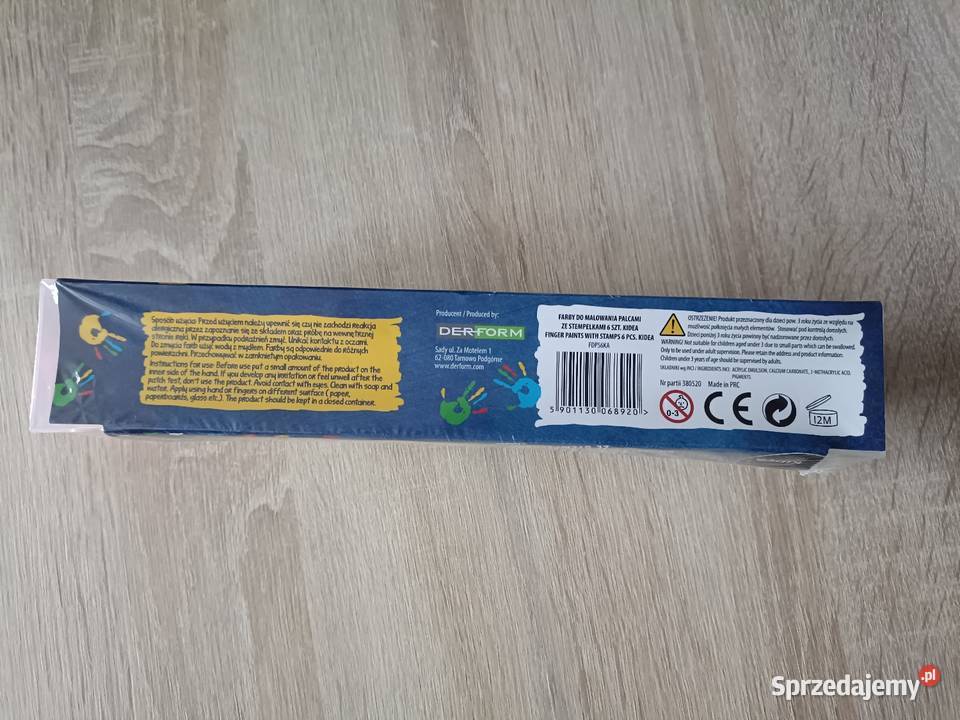 Sposób użycia: Przed użyciem należy upewnić się czy nie zachodzi reakcja
alergiczna przez zapoznanie się ze składem oraz próbę na wewnętrznej
stronie ręki. W przypadku podrażnień zmyj. Unikać kontaktu z oczami.
Do zmycia farb użyj wody z mydłem. Farby są odpowiednie do różnych
powierzchni. Przechowywać w zamkniętym opakowaniu.
Instructions for use: Before use put a small amount of the product on the
inner side of the hand. If you develop any irritation or feel unwell after the
patch test, don't use the product. Avoid contact with eyes. Clean with soap and
water. Apply using hand or fingers on different surface ( paper,
paperboards, glass etc.). The product should be kept in a closed container.
Producent / Produced by:
DER-FORM
Sady ul. Za Motelem 1
62-080 Tarnowo Podgórne
www.derform.com
FARBY DO MALOWANIA PALCAMI
ZE STEMPELKAMI 6 SZT. KIDEA
FINGER PAINTS WITH STAMPS 6 PCS. KIDEA
FDPSSKA
5 901130 068920 >
OSTRZEŻENIE! Produkt przeznaczony dla dzieci pow. 3 roku życia ze względu na
możliwość połknięcia małych elementów. Stosować pod kontrolą dorosłych.
Dzieci poniżej 3 roku życia powinny być nadzorowane przez dorosłych.
WARNING! Not suitable for children aged under 3 due to small parts which can be swallowed.
Only to be used under adult supervision. Please retain the address and product information.
Children under 3 years of age should be supervised by adults.
SKŁADNIKI wg INCI / INGREDIENTS INCI: ACRYLIC EMULSION, CALCIUM CARBONATE, 2-METHACRYLIC ACID,
PIGMENTS
Nr partii 380520 Made in PRC
0-3
CE
12M
Sprzedajemy.pl